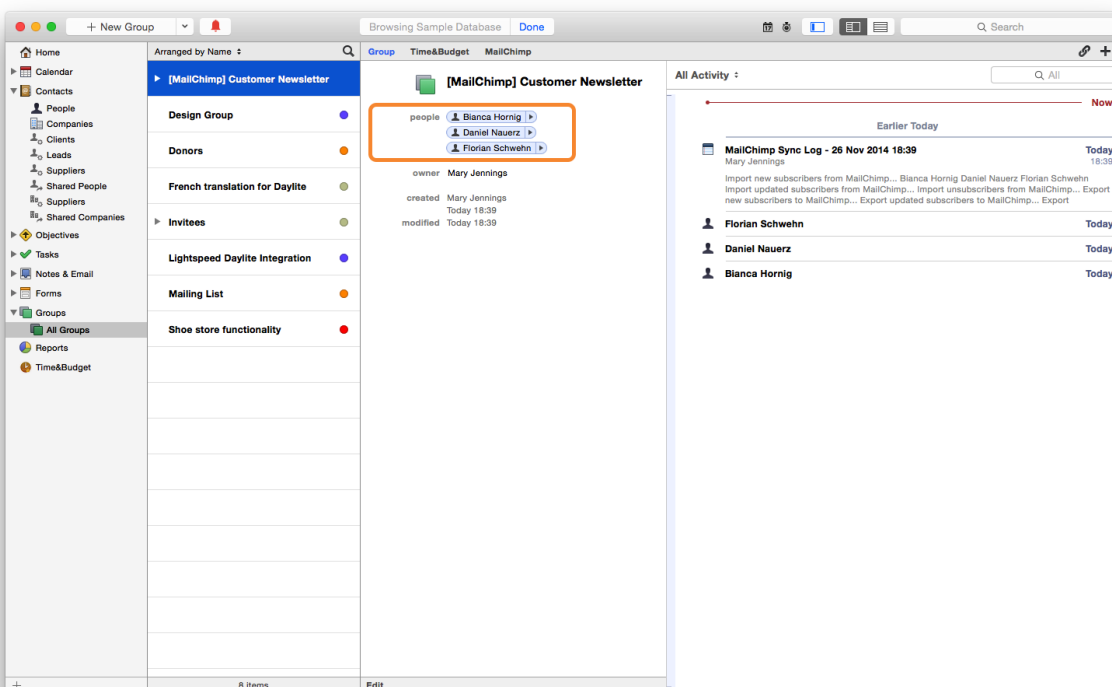 + New Group
Browsing Sample Database Done
Search
Home
Calendar
Contacts
People
Companies
Clients
Leads
Suppliers
Shared People
Suppliers
Shared Companies
Objectives
Tasks
Notes & Email
Forms
Groups
All Groups
Reports
Time&Budget
+
Arranged by Name
[MailChimp] Customer Newsletter
Design Group
Donors
French translation for Daylite
Invitees
Lightspeed Daylite Integration
Mailing List
Shoe store functionality
8 items
Group Time&Budget MailChimp
[MailChimp] Customer Newsletter
people Bianca Hornig
Daniel Nauerz
Florian Schwehn
owner Mary Jennings
created Mary Jennings
Today 18:39
modified Today 18:39
Edit
+
All Activity
All
Now
Earlier Today
MailChimp Sync Log - 26 Nov 2014 18:39 Today
Mary Jennings 18:39
Import new subscribers from MailChimp... Bianca Hornig Daniel Nauerz Florian Schwehn
Import updated subscribers from MailChimp... Import unsubscribers from MailChimp... Export
new subscribers to MailChimp... Export updated subscribers to MailChimp... Export
Florian Schwehn Today
Daniel Nauerz Today
Bianca Hornig Today